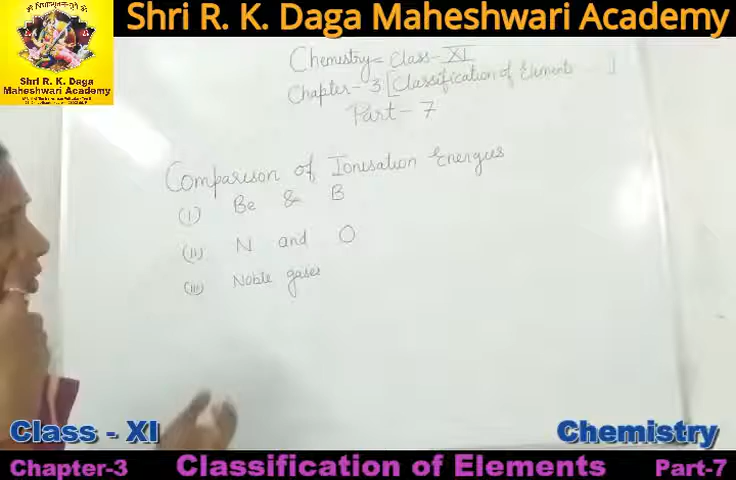 Shri R. K. Daga Maheshwari Academy
Shri R. K. Daga
Maheshwari Academy
Chemistry = Class - XI
Chapter - 3 [Classification of Elements ]
Part - 7
Comparison of Ionisation Energies
(i) Be & B
(ii) N and O
(iii) Noble gases
Class - XI
Chemistry
Chapter-3 Classification of Elements Part-7